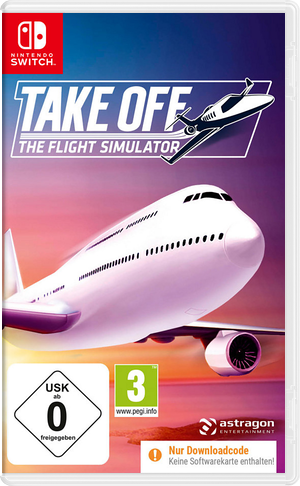 NINTENDO
SWITCH™
TAKE OFF
THE FLIGHT SIMULATOR
USK
ab
0
freigegeben
3
www.pegi.info
astragon
ENTERTAINMENT
Nur Downloadcode
Keine Softwarekarte enthalten!